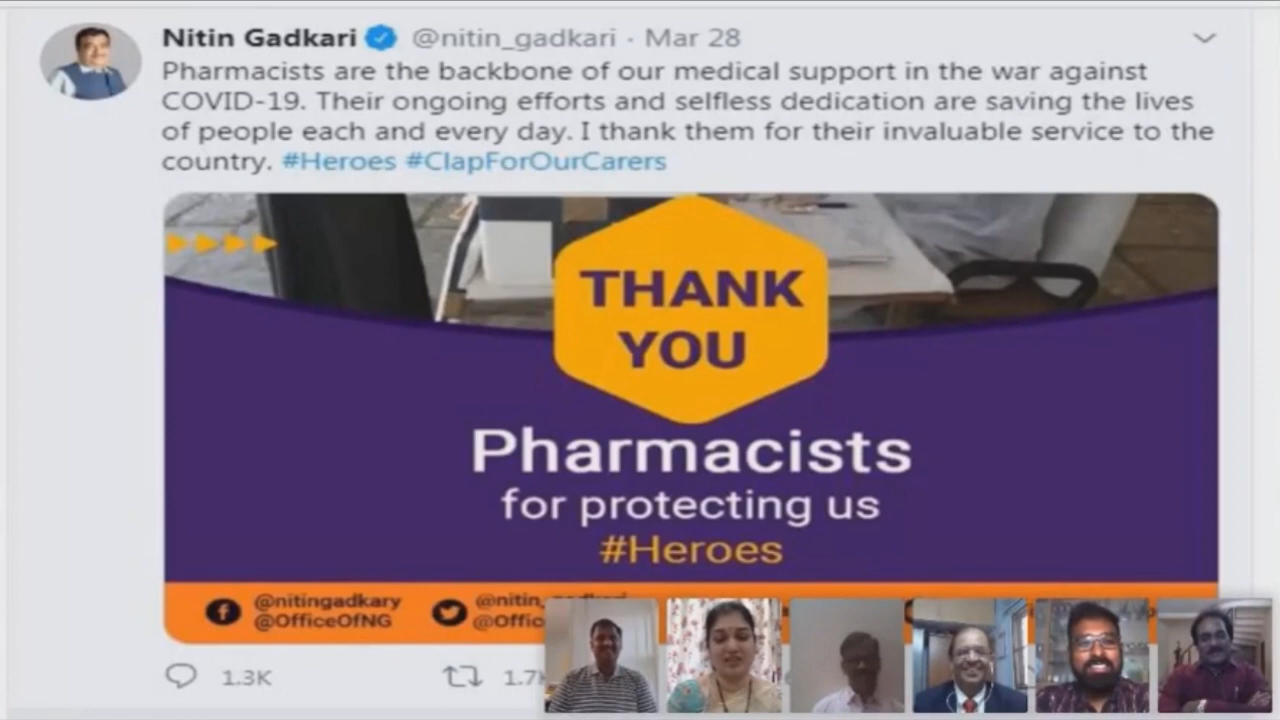 Nitin Gadkari @nitin_gadkari · Mar 28
Pharmacists are the backbone of our medical support in the war against
COVID-19. Their ongoing efforts and selfless dedication are saving the lives
of people each and every day. I thank them for their invaluable service to the
country. #Heroes #ClapForOurCarers
THANK
YOU
Pharmacists
for protecting us
#Heroes
@nitingadkary
@OfficeOfNG
1.3K